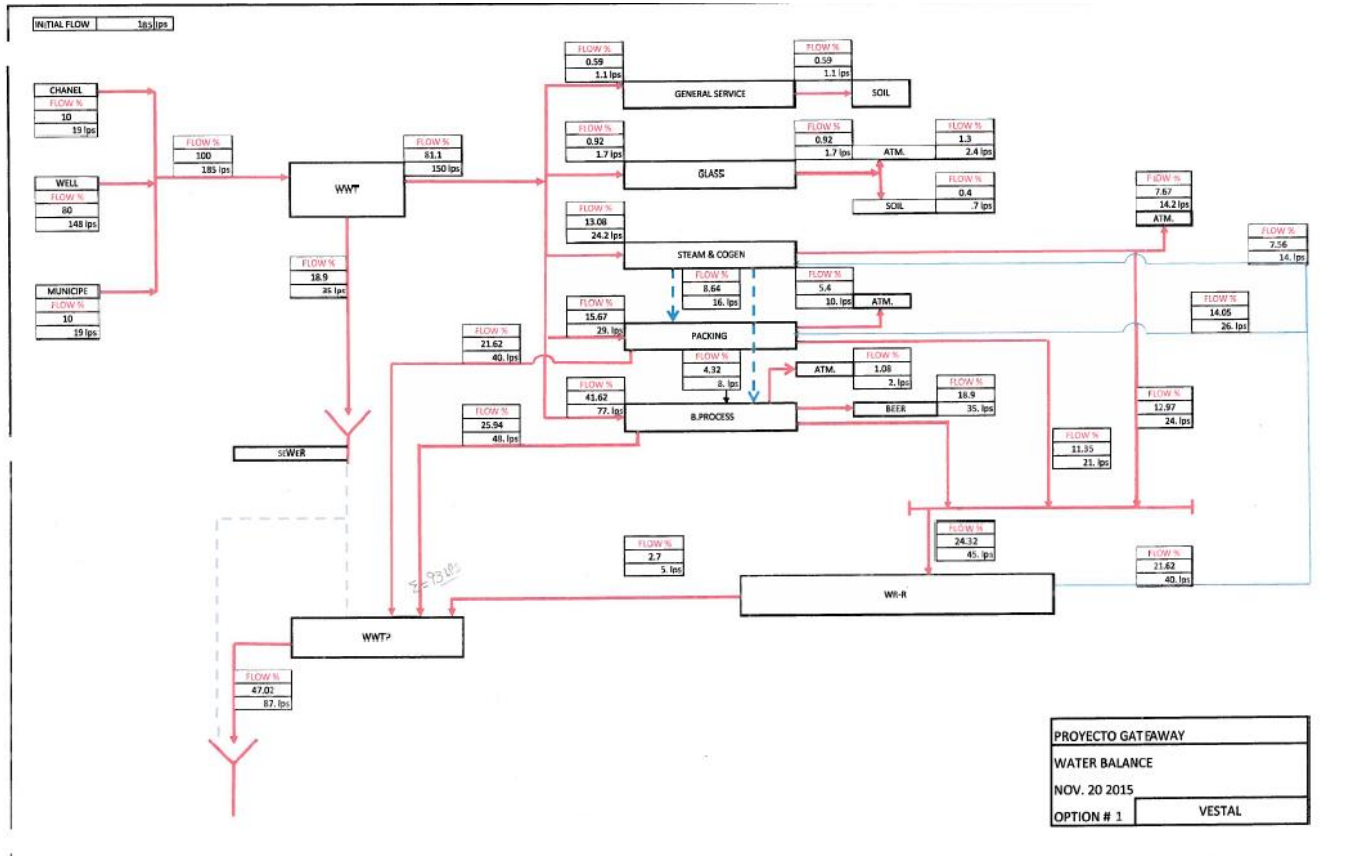 INITIAL FLOW 185 lps
CHANEL
FLOW %
10
19 lps
WELL
FLOW %
80
148 lps
MUNICIPE
FLOW %
10
19 lps
FLOW %
100
185 lps
WWT
FLOW %
81.1
150 lps
FLOW %
18.9
35 lps
SEWER
FLOW %
0.59
1.1 lps
GENERAL SERVICE
FLOW %
0.59
1.1 lps
SOIL
FLOW %
0.92
1.7 lps
GLASS
FLOW %
0.92
1.7 lps
ATM.
FLOW %
1.3
2.4 lps
SOIL
FLOW %
0.4
.7 lps
FLOW %
13.08
24.2 lps
STEAM & COGEN
FLOW %
7.67
14.2 lps
ATM.
FLOW %
7.56
14. lps
FLOW %
8.64
16. lps
FLOW %
5.4
10. lps
ATM.
FLOW %
15.67
29. lps
PACKING
FLOW %
14.05
26. lps
FLOW %
21.62
40. lps
FLOW %
4.32
8. lps
ATM.
FLOW %
1.08
2. lps
FLOW %
41.62
77. lps
B.PROCESS
FLOW %
18.9
35. lps
BEER
FLOW %
25.94
48. lps
FLOW %
12.97
24. lps
FLOW %
11.35
21. lps
FLOW %
24.32
45. lps
FLOW %
21.62
40. lps
FLOW %
2.7
5. lps
WR-R
Σ=93 LPS
WWTP
FLOW %
47.02
87. lps
PROYECTO GATEAWAY
WATER BALANCE
NOV. 20 2015
OPTION # 1 VESTAL